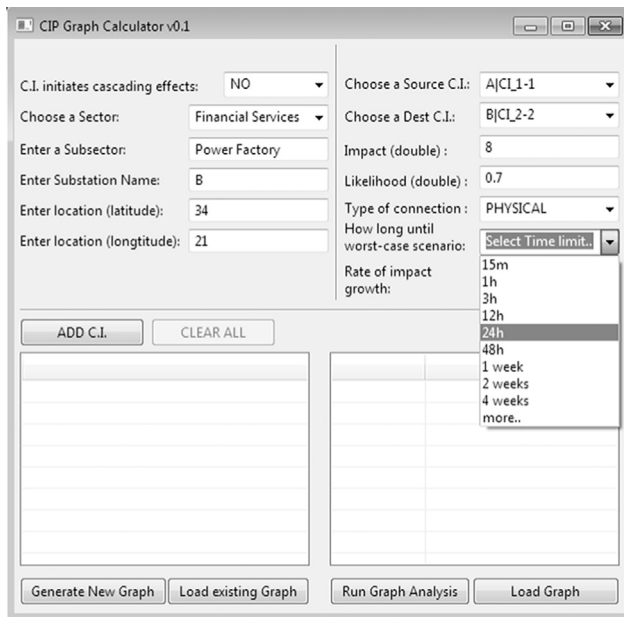 CIP Graph Calculator v0.1
C.I. initiates cascading effects: NO
Choose a Sector: Financial Services
Enter a Subsector: Power Factory
Enter Substation Name: B
Enter location (latitude): 34
Enter location (longtitude): 21
Choose a Source C.I.: A|CI_1-1
Choose a Dest C.I.: B|CI_2-2
Impact (double) : 8
Likelihood (double) : 0.7
Type of connection : PHYSICAL
How long until
worst-case scenario: Select Time limit..
Rate of impact
growth:
15m
1h
3h
12h
24h
48h
1 week
2 weeks
4 weeks
more..
ADD C.I.
CLEAR ALL
Generate New Graph
Load existing Graph
Run Graph Analysis
Load Graph